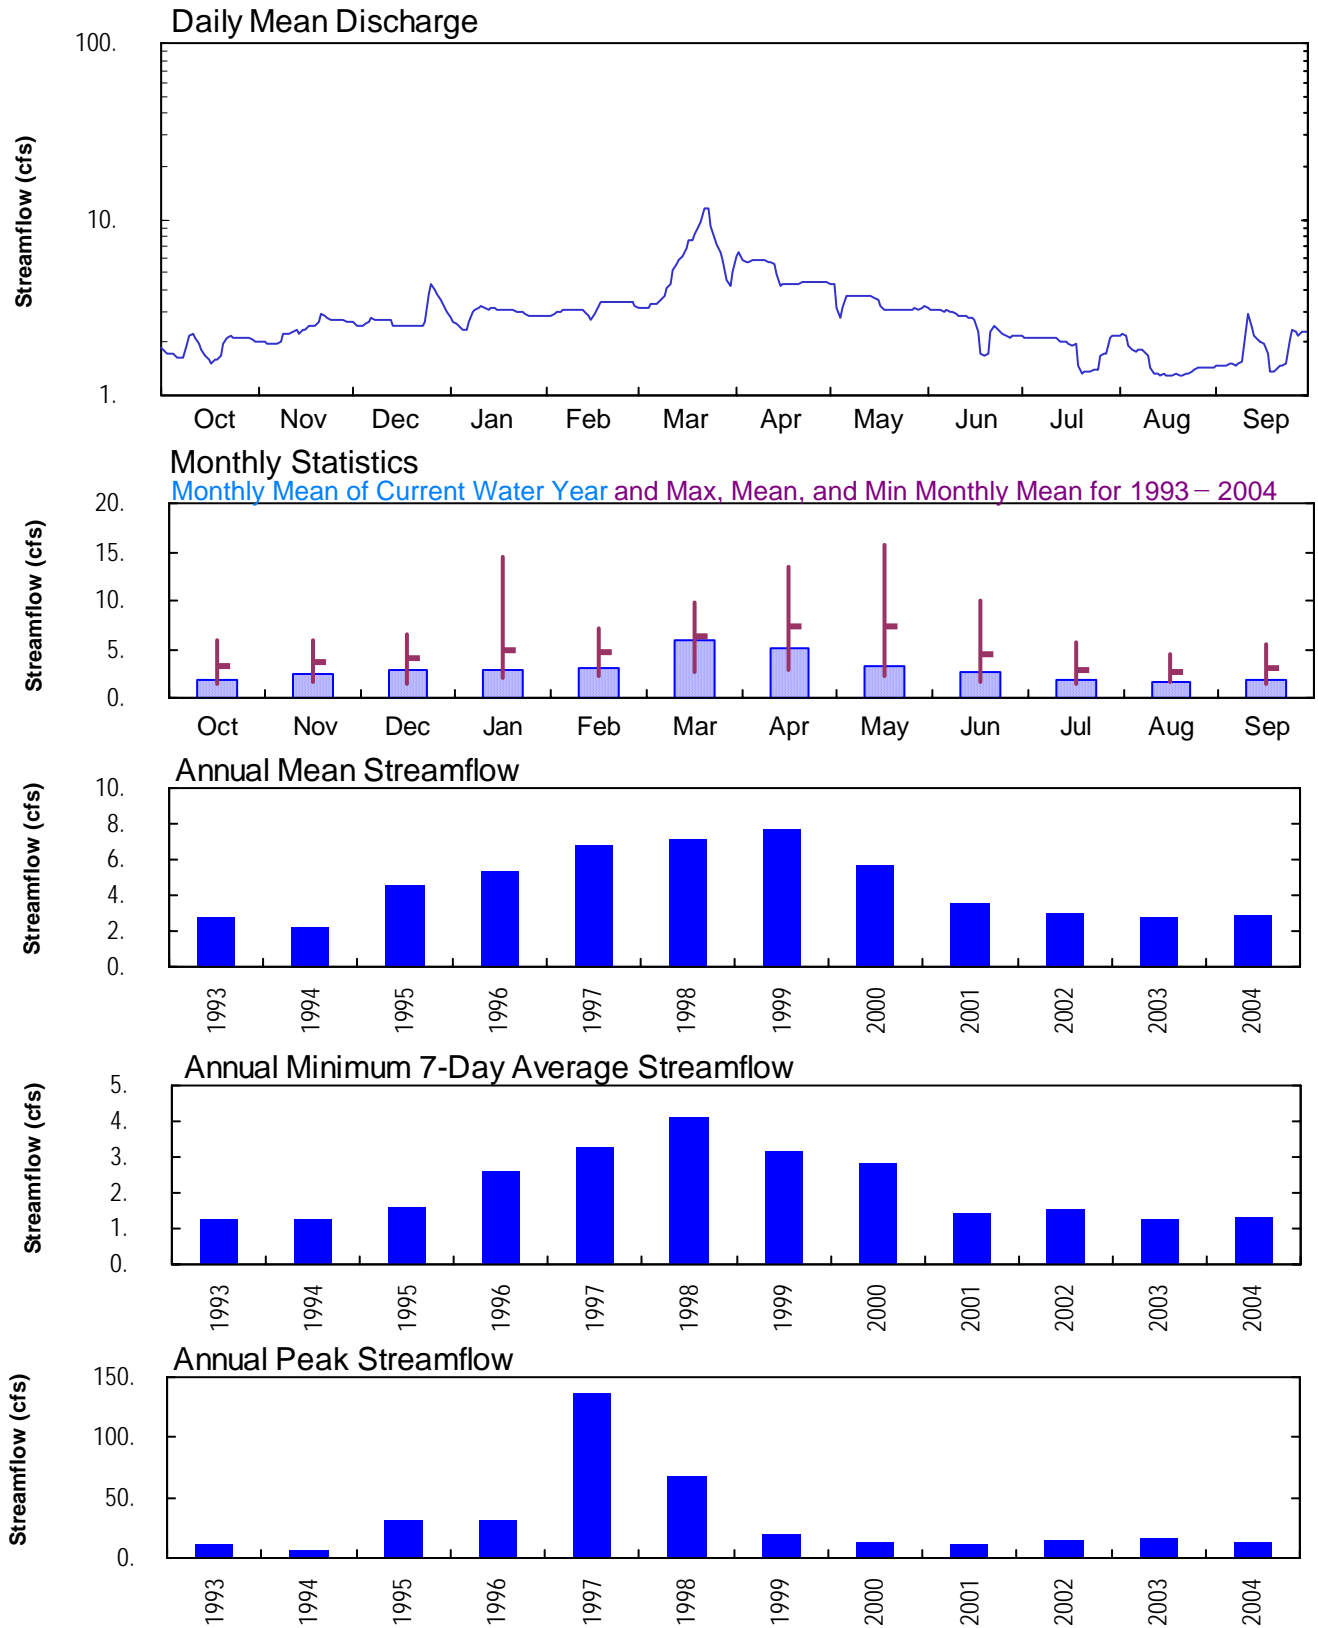 Daily Mean Discharge
Streamflow (cfs)
100.
10.
1.
Oct Nov Dec Jan Feb Mar Apr May Jun Jul Aug Sep
Monthly Statistics
Monthly Mean of Current Water Year and Max, Mean, and Min Monthly Mean for 1993 – 2004
Streamflow (cfs)
20.
15.
10.
5.
0.
Oct Nov Dec Jan Feb Mar Apr May Jun Jul Aug Sep
Annual Mean Streamflow
Streamflow (cfs)
10.
8.
6.
4.
2.
0.
1993 1994 1995 1996 1997 1998 1999 2000 2001 2002 2003 2004
Annual Minimum 7-Day Average Streamflow
Streamflow (cfs)
5.
4.
3.
2.
1.
0.
1993 1994 1995 1996 1997 1998 1999 2000 2001 2002 2003 2004
Annual Peak Streamflow
Streamflow (cfs)
150.
100.
50.
0.
1993 1994 1995 1996 1997 1998 1999 2000 2001 2002 2003 2004